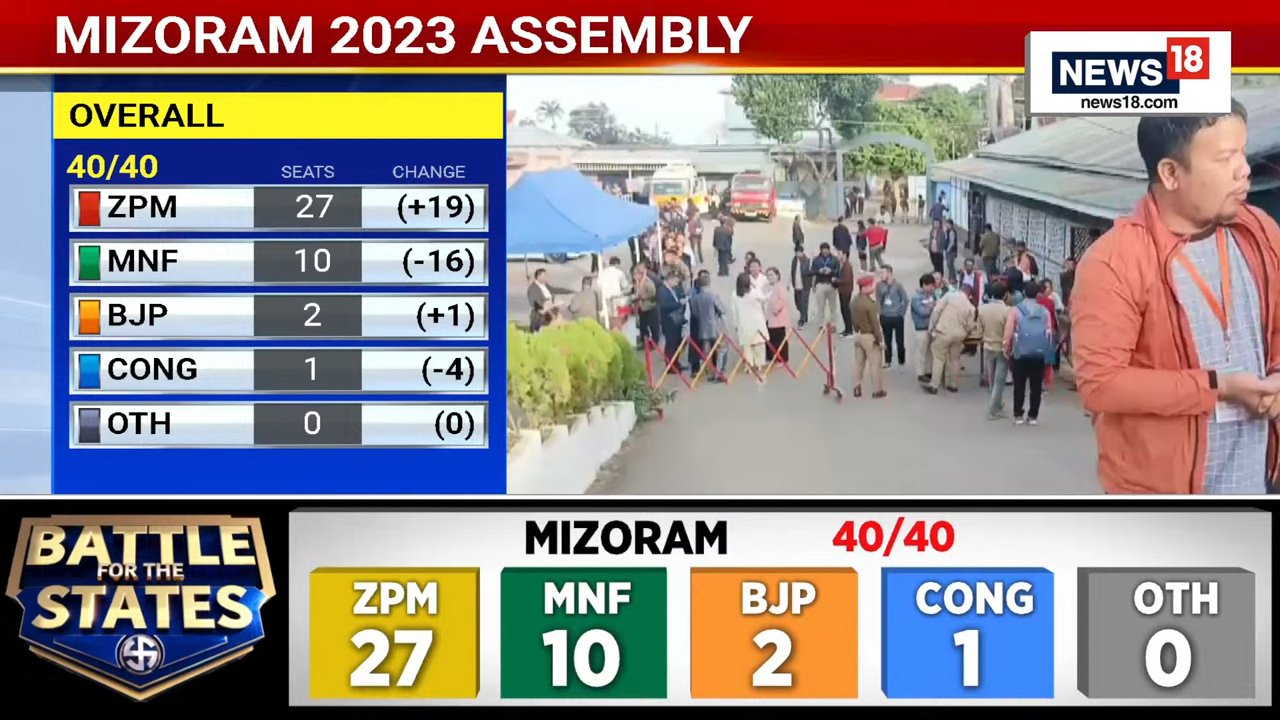 MIZORAM 2023 ASSEMBLY
NEWS 18
news18.com
OVERALL
40/40 SEATS CHANGE
ZPM 27 (+19)
MNF 10 (-16)
BJP 2 (+1)
CONG 1 (-4)
OTH 0 (0)
BATTLE
FOR THE
STATES
MIZORAM 40/40
ZPM MNF BJP CONG OTH
27 10 2 1 0